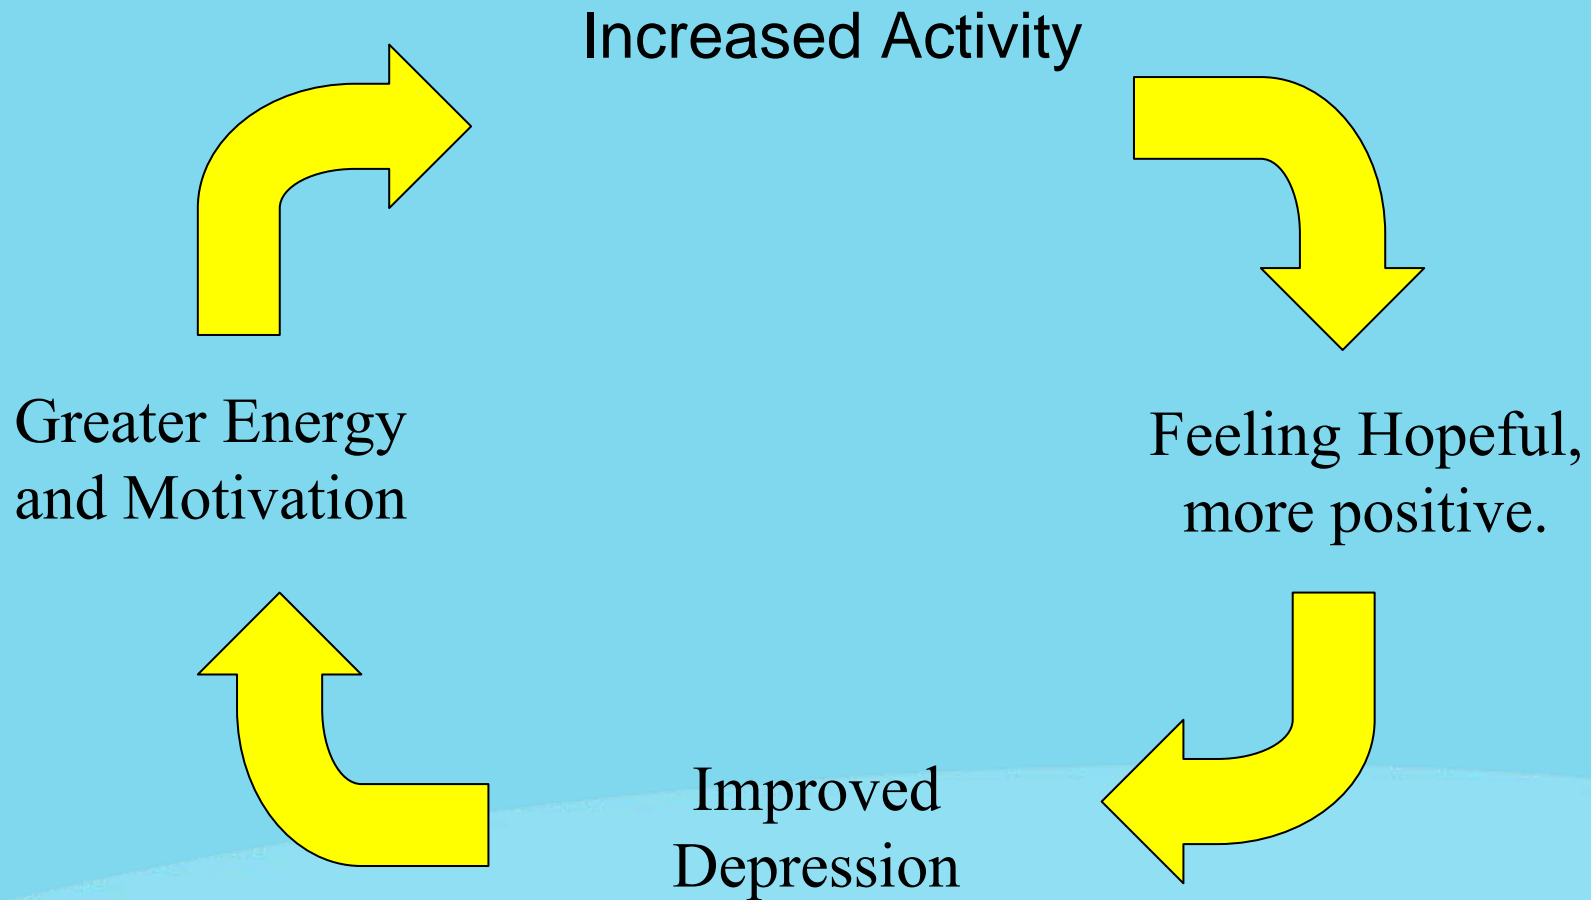 Increased Activity
Greater Energy
and Motivation
Feeling Hopeful,
more positive.
Improved
Depression